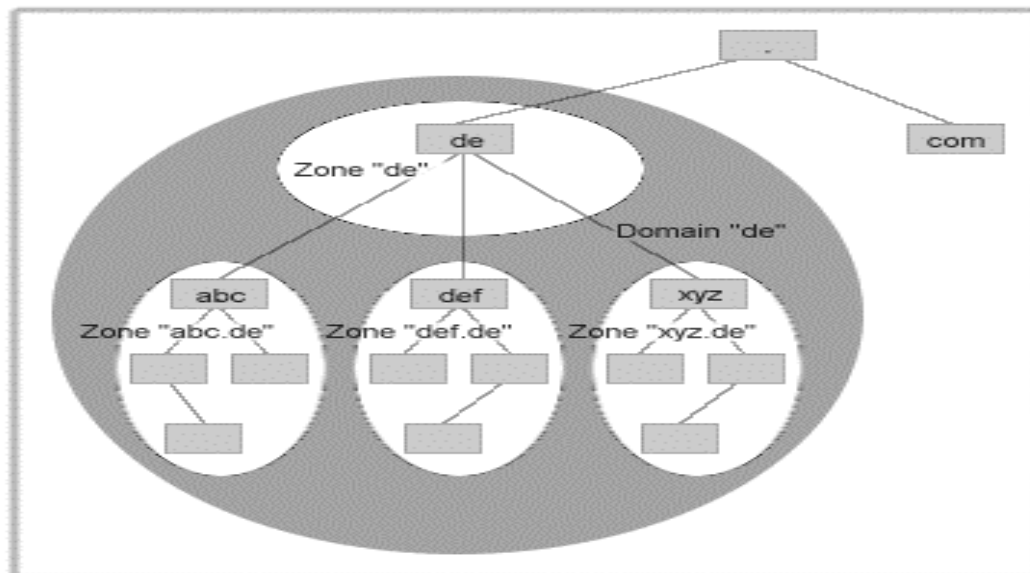 .
de
com
Zone "de"
Domain "de"
abc
def
xyz
Zone "abc.de"
Zone "def.de"
Zone "xyz.de"